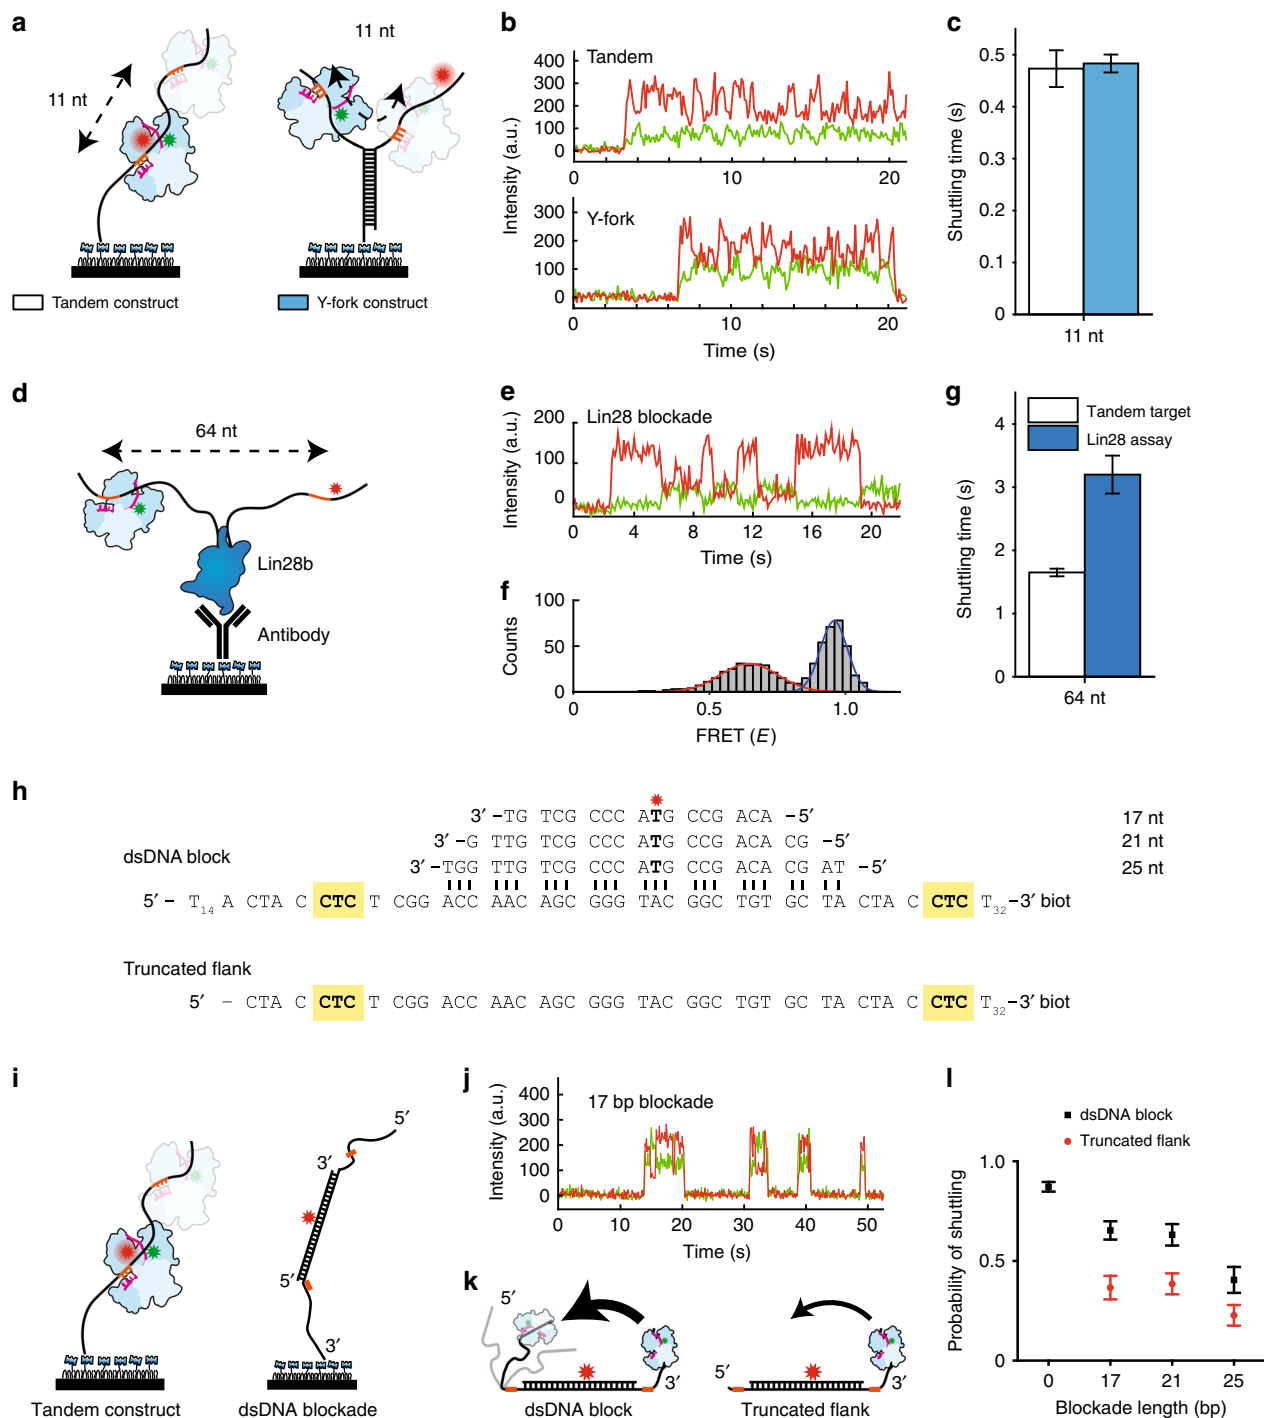 a
11 nt
11 nt
Tandem construct
Y-fork construct
b
Tandem
400
300
200
100
0
0
10
20
Y-fork
300
200
100
0
0
10
20
Intensity (a.u.)
Time (s)
c
Shuttling time (s)
0.5
0.4
0.3
0.2
0.1
0
11 nt
d
64 nt
Lin28b
Antibody
e
Lin28 blockade
Intensity (a.u.)
200
100
0
0
4
8
12
16
20
Time (s)
f
Counts
100
50
0
0
0.5
1.0
FRET (E)
g
Tandem target
Lin28 assay
Shuttling time (s)
4
3
2
1
0
64 nt
h
3′ -TG TCG CCC ATG CCG ACA -5′ 17 nt
3′ -G TTG TCG CCC ATG CCG ACA CG -5′ 21 nt
dsDNA block
3′-TGG TTG TCG CCC ATG CCG ACA CG AT -5′ 25 nt
5′ - T14 A CTA C CTC T CGG ACC AAC AGC GGG TAC GGC TGT GC TA CTAC C CTC T32-3′ biot
Truncated flank
5′ - CTA C CTC T CGG ACC AAC AGC GGG TAC GGC TGT GC TA CTAC C CTC T32-3′ biot
i
Tandem construct
5′
3′
5′
3′
dsDNA blockade
j
17 bp blockade
Intensity (a.u.)
400
300
200
100
0
0
10
20
30
40
50
Time (s)
k
5′
3′
dsDNA block
5′
3′
Truncated flank
l
dsDNA block
Truncated flank
Probability of shuttling
1.0
0.5
0
0
17
21
25
Blockade length (bp)